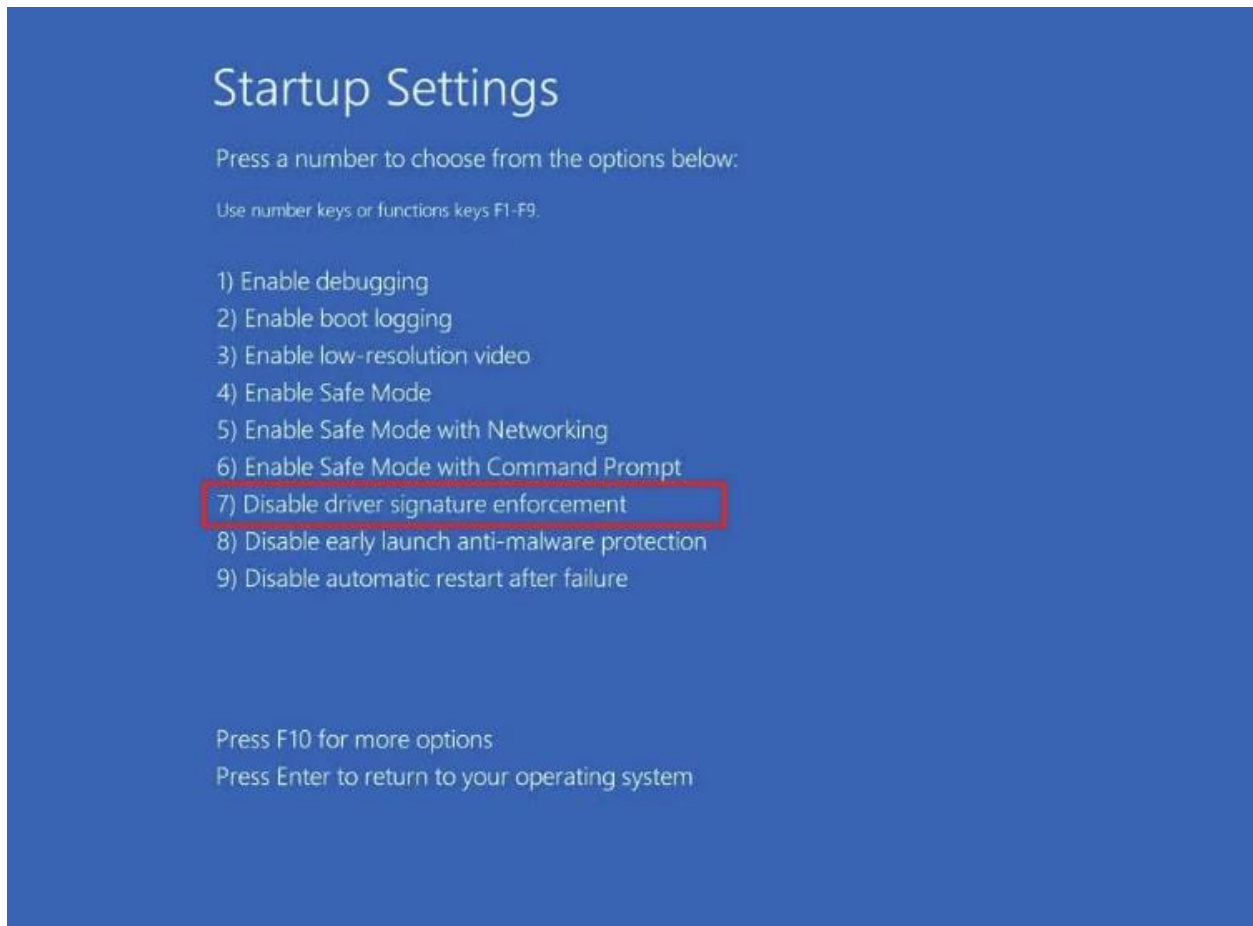 Startup Settings
Press a number to choose from the options below:
Use number keys or functions keys F1-F9.
1) Enable debugging
2) Enable boot logging
3) Enable low-resolution video
4) Enable Safe Mode
5) Enable Safe Mode with Networking
6) Enable Safe Mode with Command Prompt
7) Disable driver signature enforcement
8) Disable early launch anti-malware protection
9) Disable automatic restart after failure
Press F10 for more options
Press Enter to return to your operating system